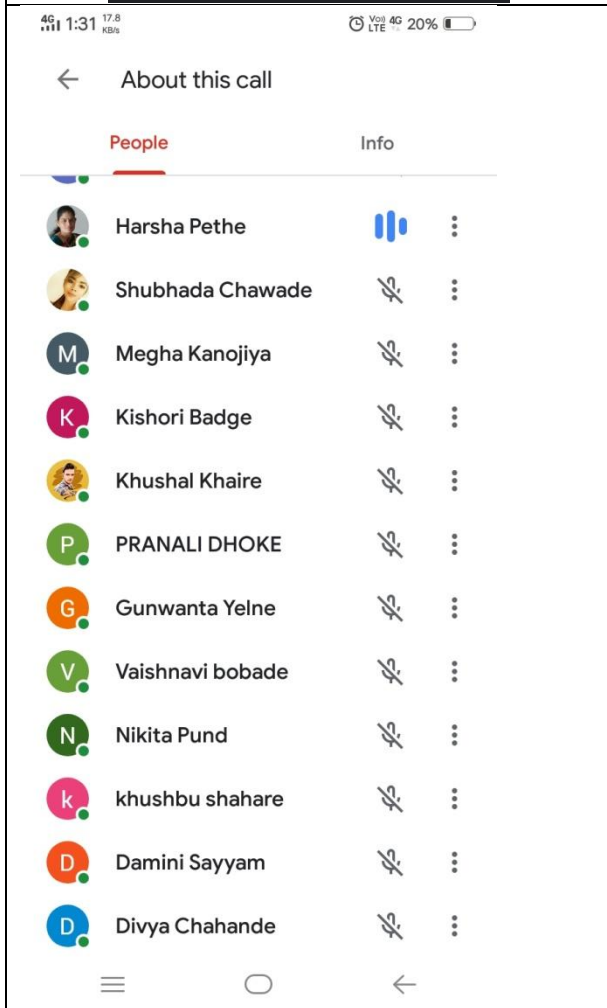 4G 1:31 17.8 KB/s Vo)) LTE 4G 20%
About this call
People Info
Harsha Pethe
Shubhada Chawade
M Megha Kanojiya
K Kishori Badge
Khushal Khaire
P PRANALI DHOKE
G Gunwanta Yelne
V Vaishnavi bobade
N Nikita Pund
k khushbu shahare
D Damini Sayyam
D Divya Chahande